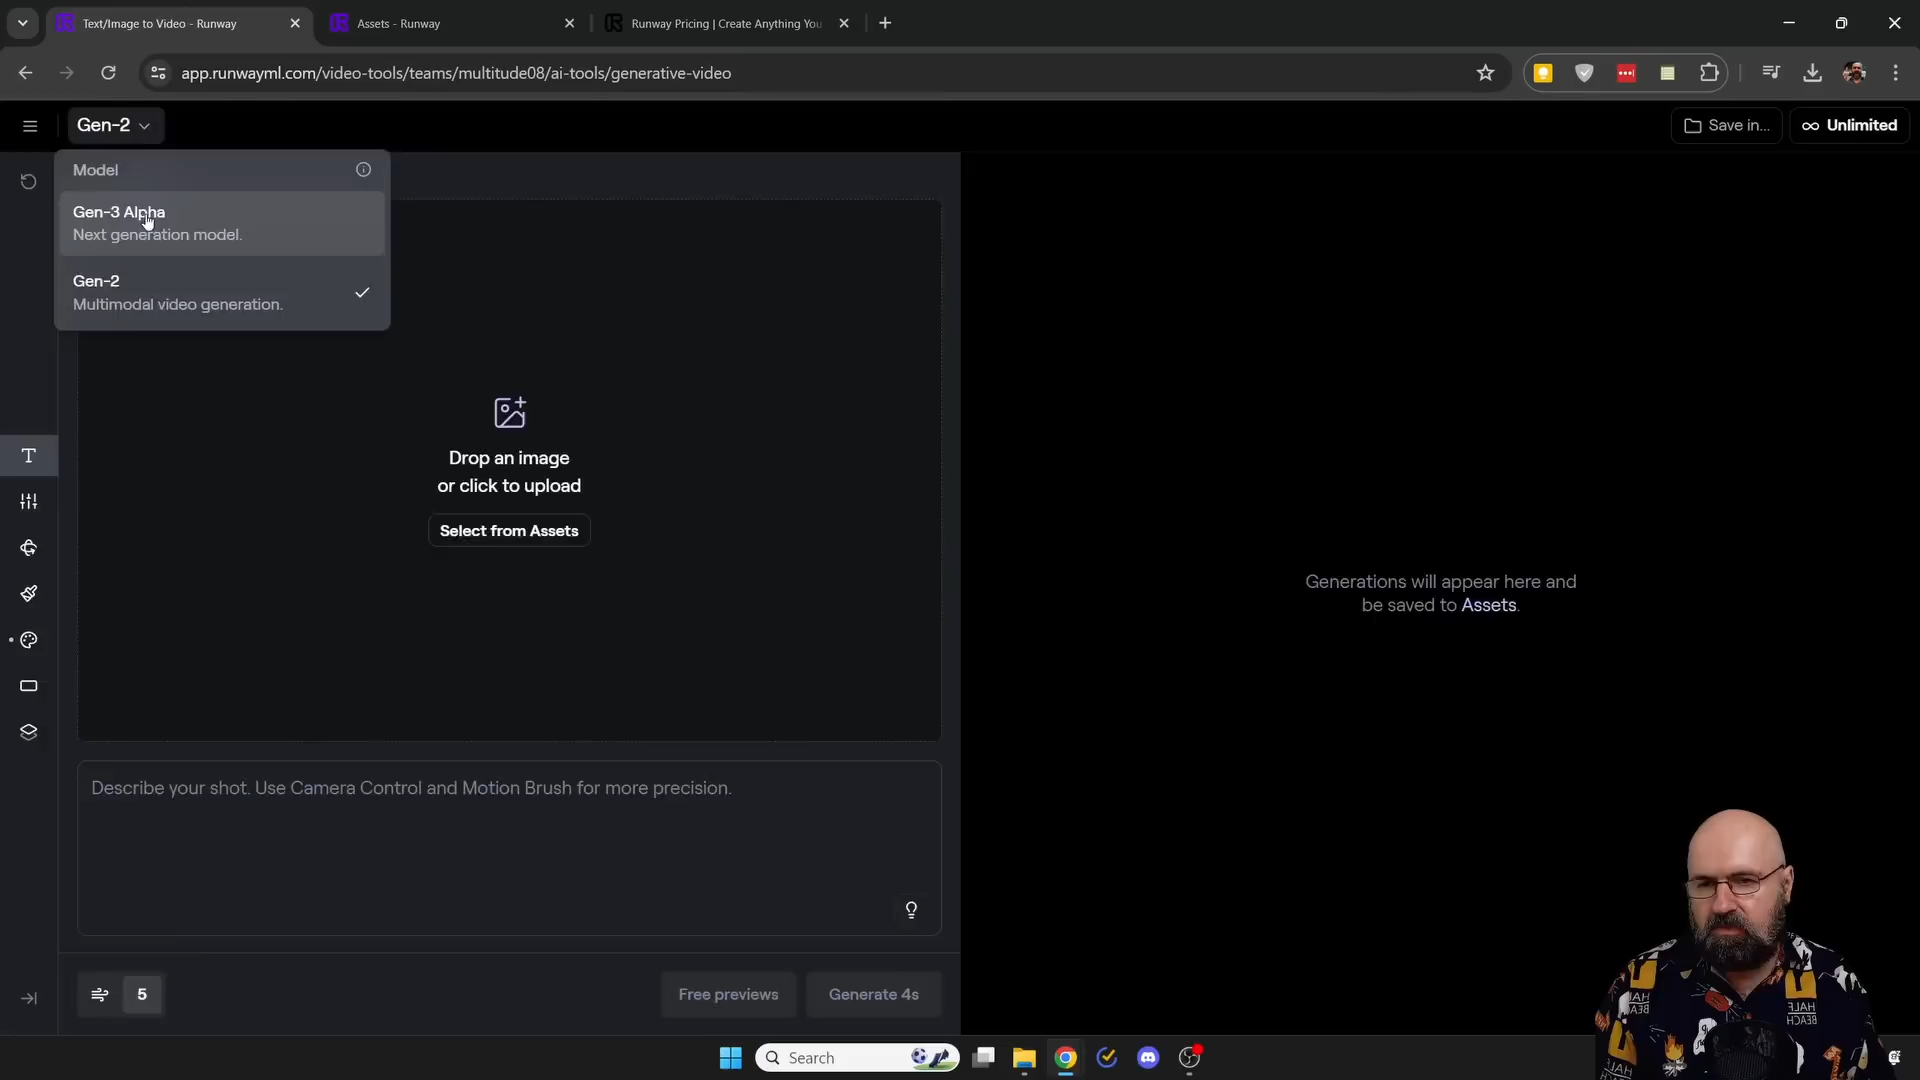 Text/Image to Video - Runway
Assets - Runway
Runway Pricing | Create Anything You
app.runwayml.com/video-tools/teams/multitude08/ai-tools/generative-video
Gen-2
Save in...
Unlimited
Model
Gen-3 Alpha
Next generation model.
Gen-2
Multimodal video generation.
Drop an image
or click to upload
Select from Assets
Generations will appear here and
be saved to Assets.
Describe your shot. Use Camera Control and Motion Brush for more precision.
5
Free previews
Generate 4s
Search